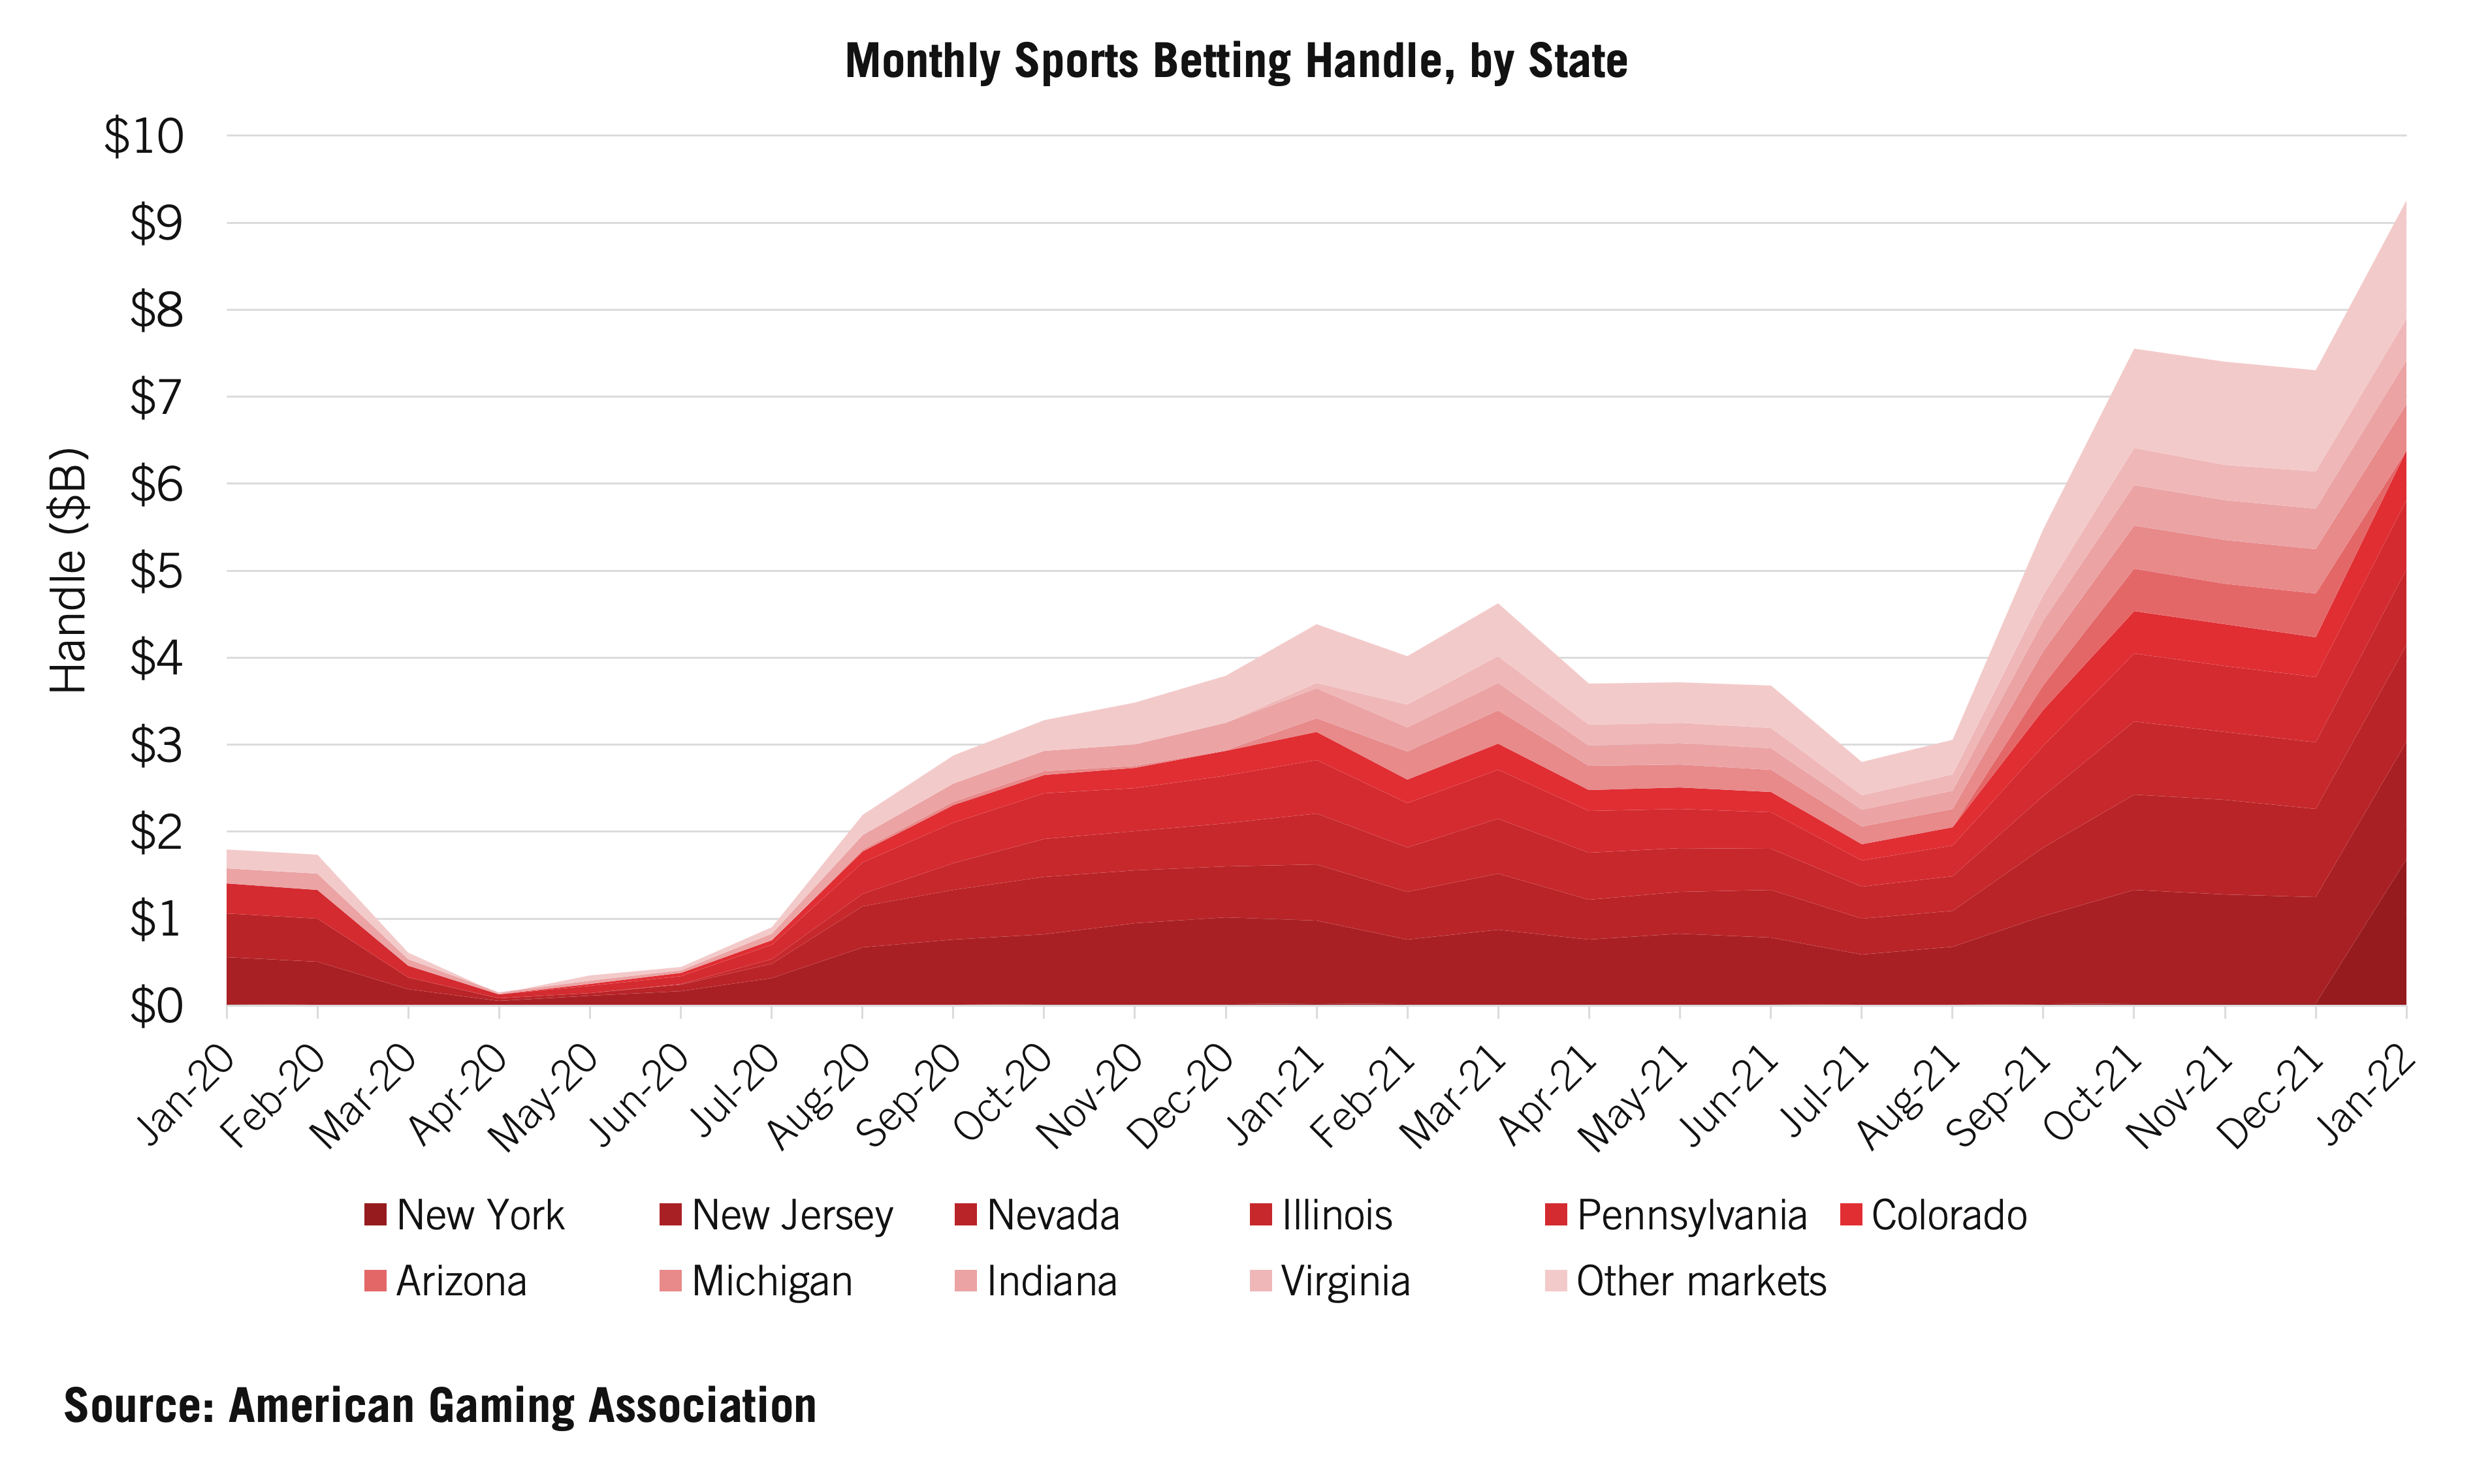 Monthly Sports Betting Handle, by State
$10
$9
$8
$7
$6
$5
$4
$3
$2
$1
$0
Handle ($B)
Jan-20 Feb-20 Mar-20 Apr-20 May-20 Jun-20 Jul-20 Aug-20 Sep-20 Oct-20 Nov-20 Dec-20 Jan-21 Feb-21 Mar-21 Apr-21 May-21 Jun-21 Jul-21 Aug-21 Sep-21 Oct-21 Nov-21 Dec-21 Jan-22
New York New Jersey Nevada Illinois Pennsylvania Colorado
Arizona Michigan Indiana Virginia Other markets
Source: American Gaming Association